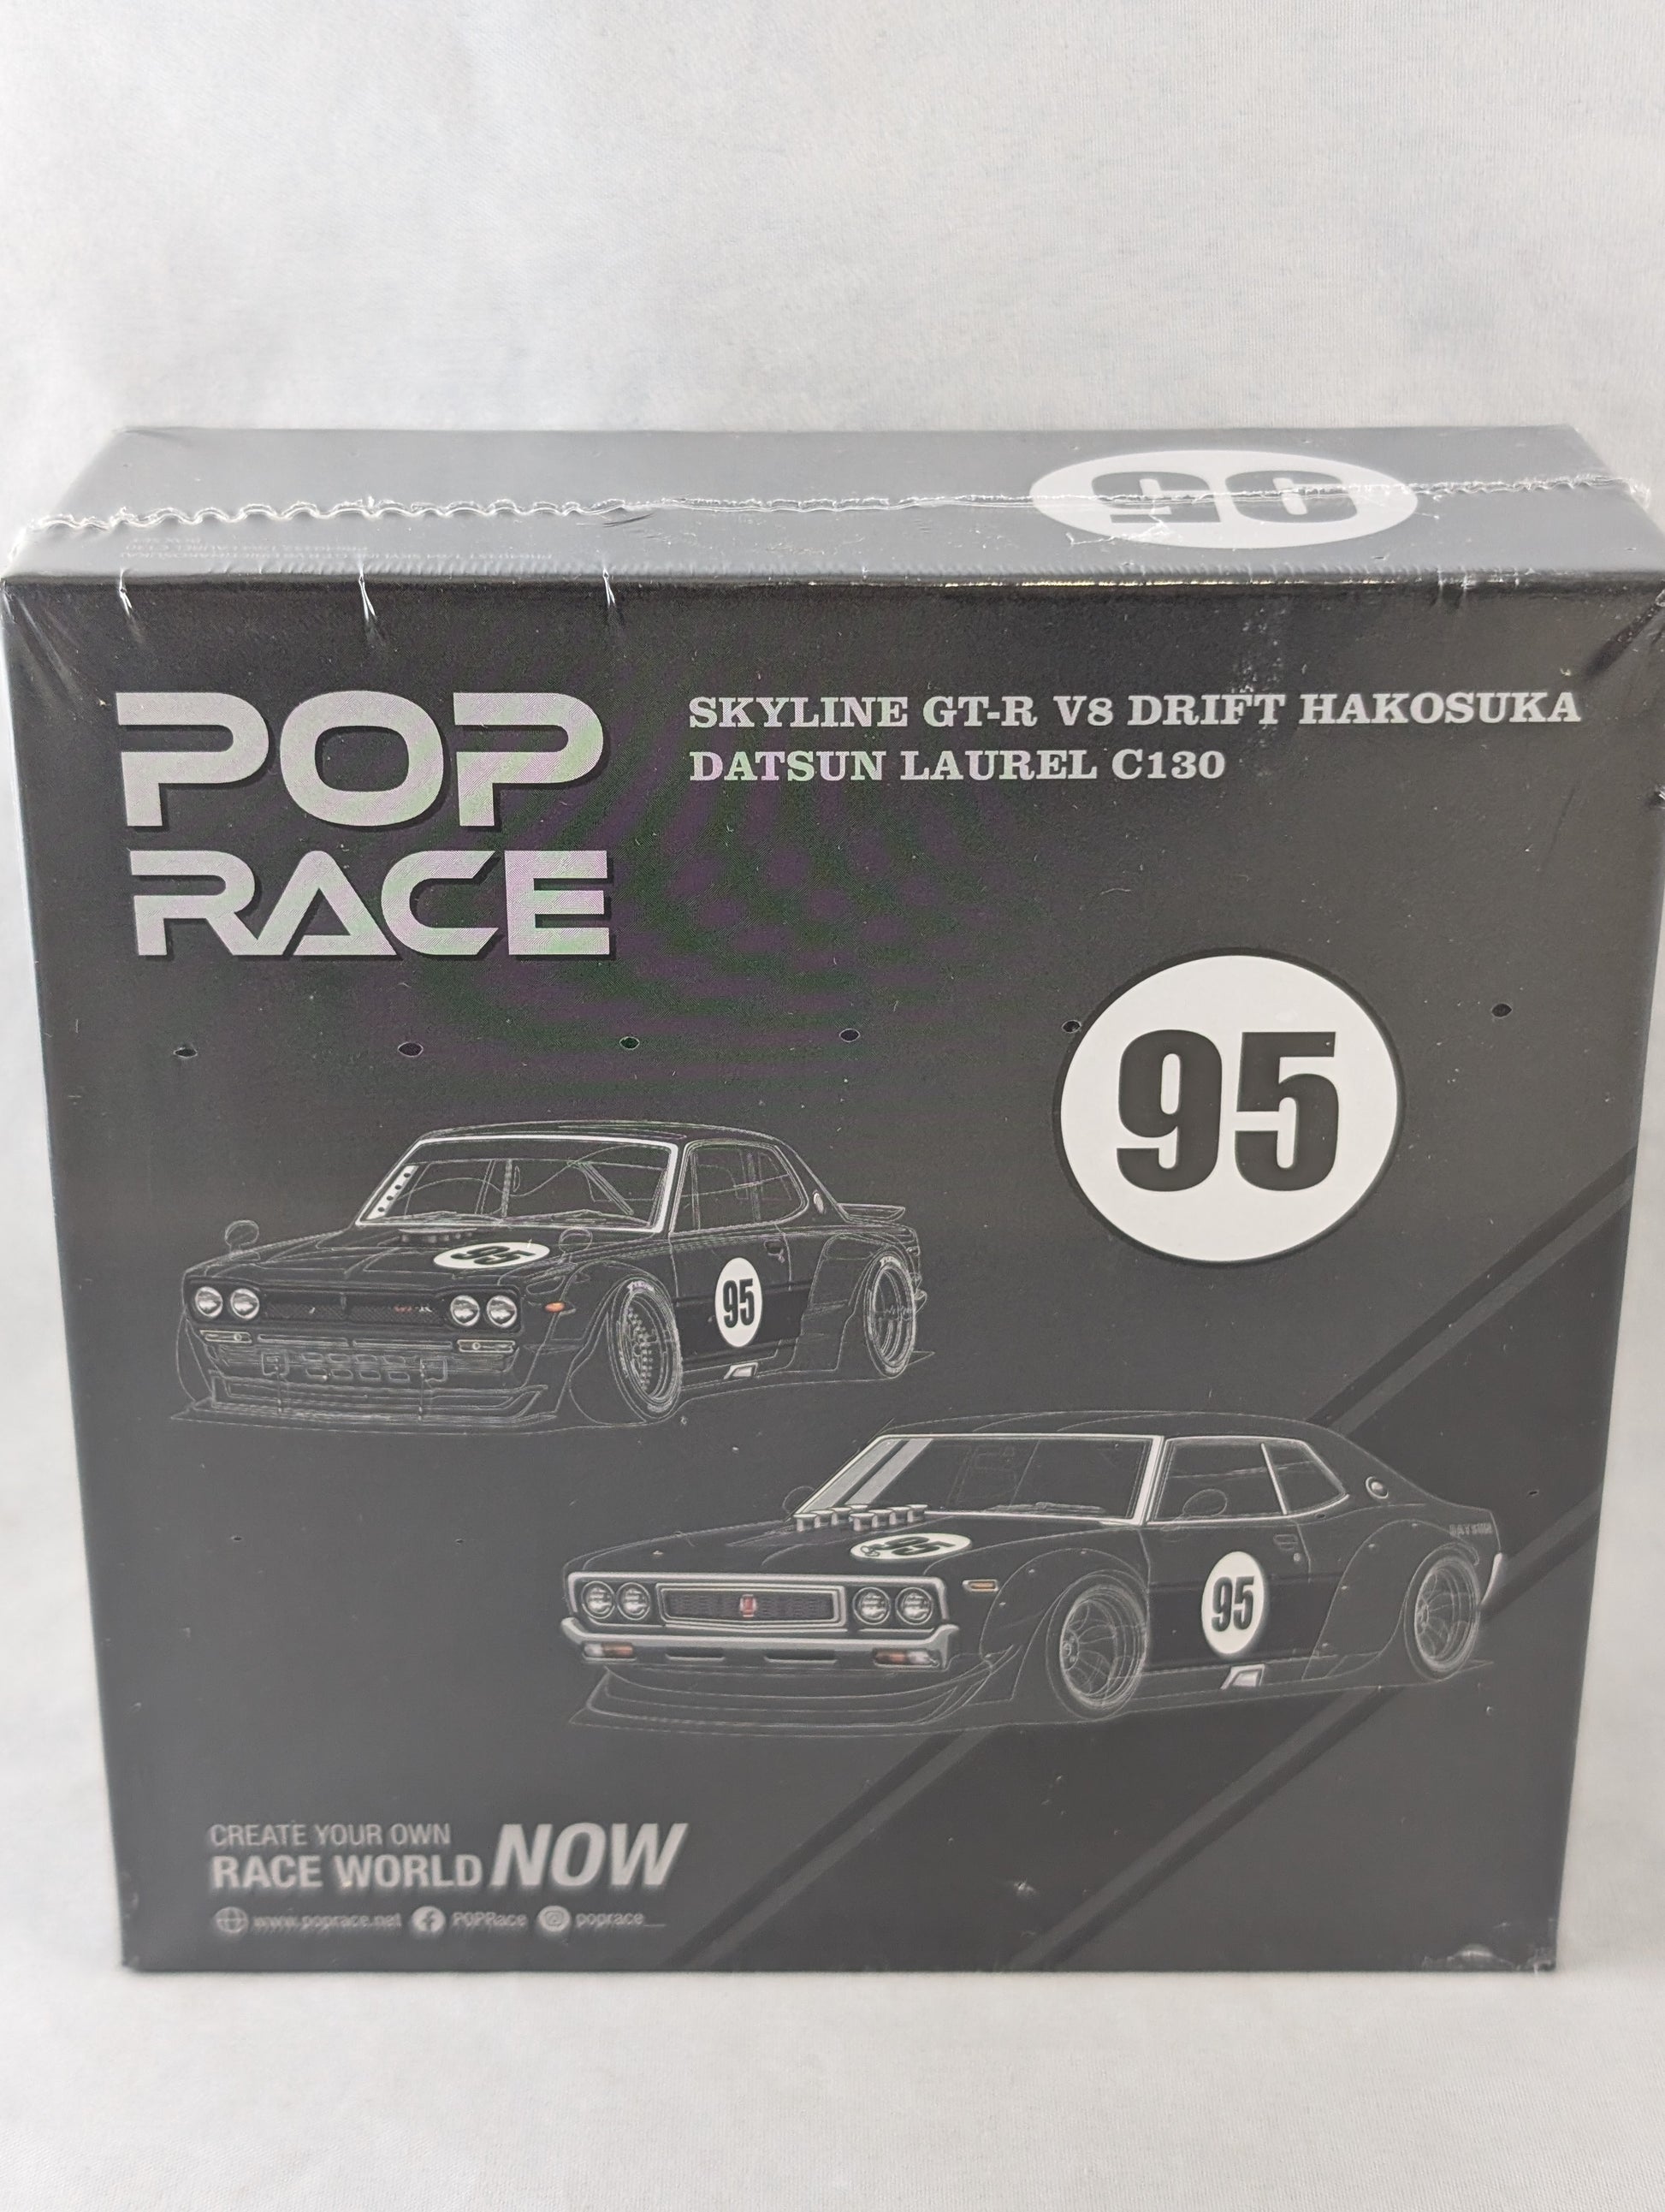 95
POP
RACE
SKYLINE GT-R V8 DRIFT HAKOSUKA
DATSUN LAUREL C130
95
95
GT-R
95
95
DATSUN
95
CREATE YOUR OWN
RACE WORLD NOW
www.poprace.net POPRace poprace__